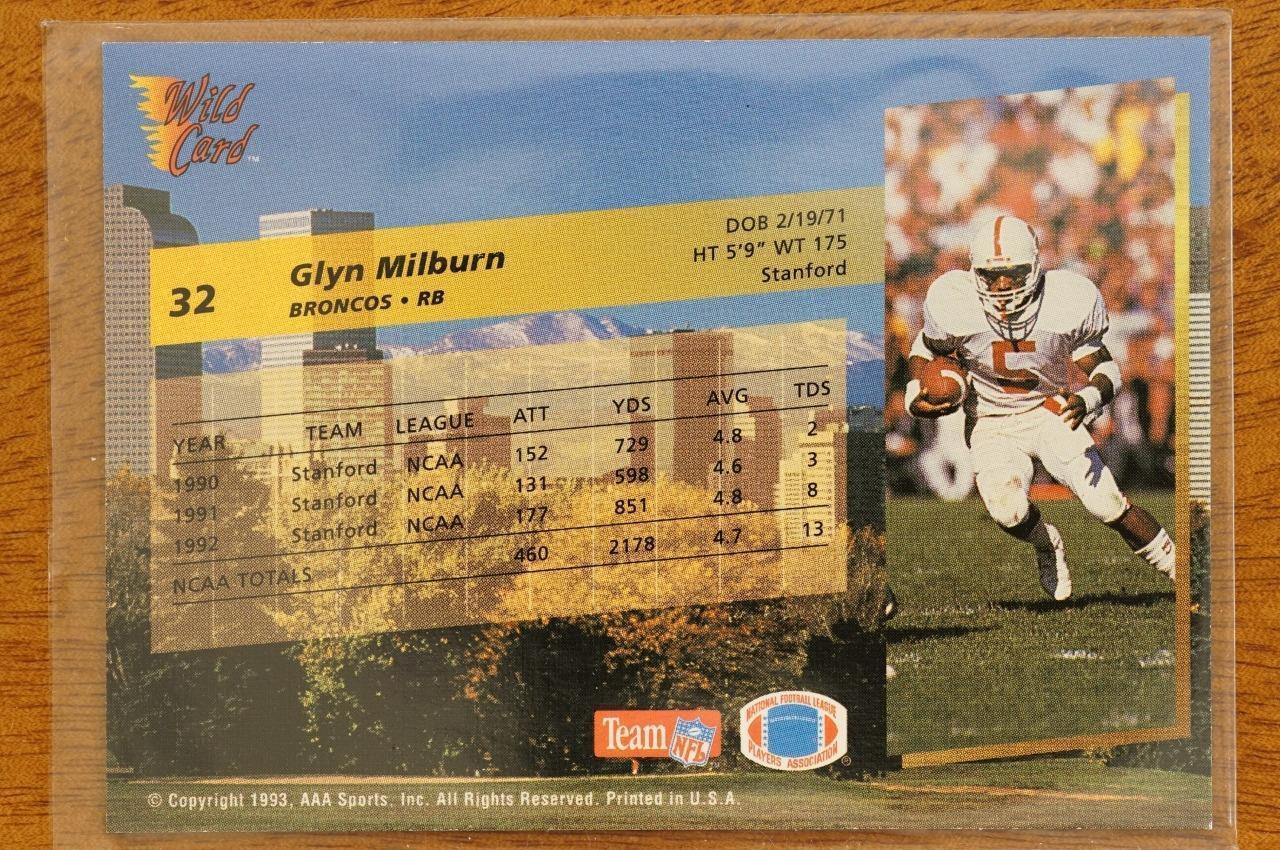 Wild
Card™
DOB 2/19/71
HT 5'9" WT 175
Stanford
32
Glyn Milburn
BRONCOS • RB
5
YEAR TEAM LEAGUE ATT YDS AVG TDS
1990 Stanford NCAA 152 729 4.8 2
1991 Stanford NCAA 131 598 4.6 3
1992 Stanford NCAA 177 851 4.8 8
NCAA TOTALS 460 2178 4.7 13
Team NFL
NATIONAL FOOTBALL LEAGUE
PLAYERS ASSOCIATION ®
© Copyright 1993, AAA Sports, Inc. All Rights Reserved. Printed in U.S.A.